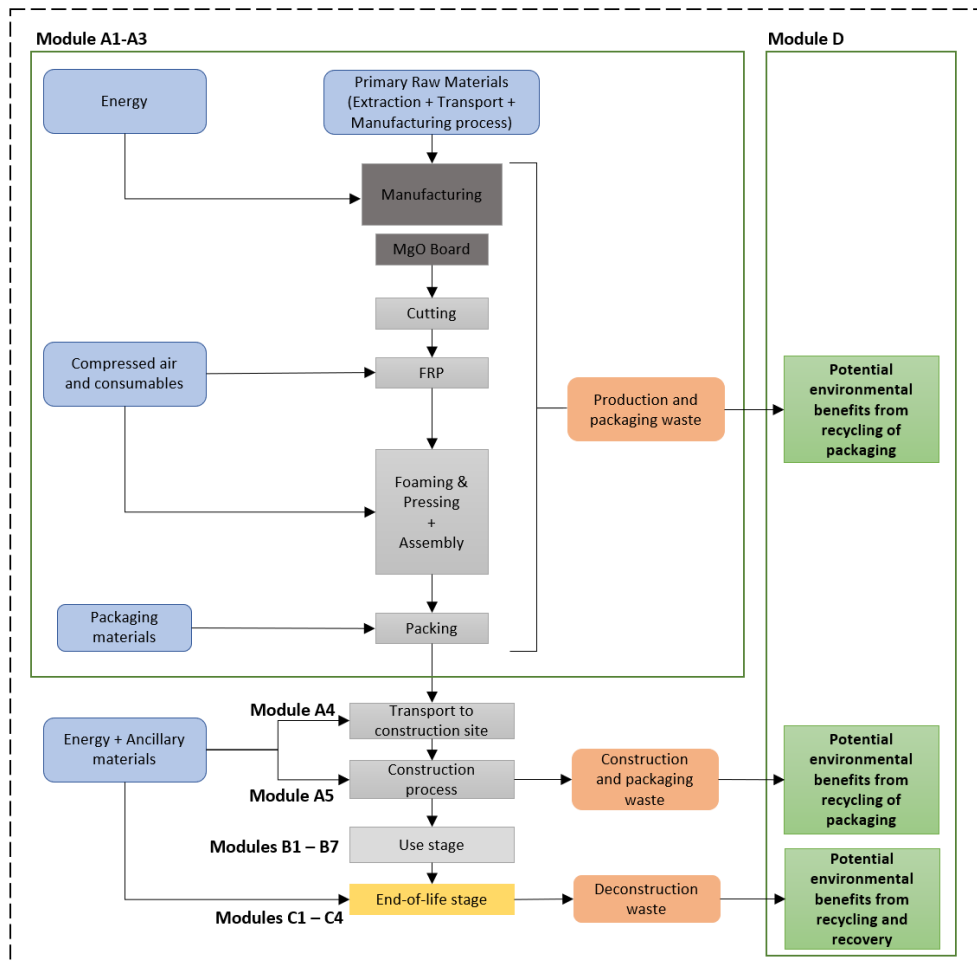 Module A1-A3
Module D
Energy
Primary Raw Materials
(Extraction + Transport +
Manufacturing process)
Manufacturing
MgO Board
Cutting
Compressed air
and consumables
FRP
Production and
packaging waste
Potential
environmental
benefits from
recycling of
packaging
Foaming &
Pressing
+
Assembly
Packaging
materials
Packing
Module A4
Transport to
construction site
Energy + Ancillary
materials
Module A5
Construction
process
Construction
and packaging
waste
Potential
environmental
benefits from
recycling of
packaging
Modules B1 – B7
Use stage
Modules C1 – C4
End-of-life stage
Deconstruction
waste
Potential
environmental
benefits from
recycling and
recovery